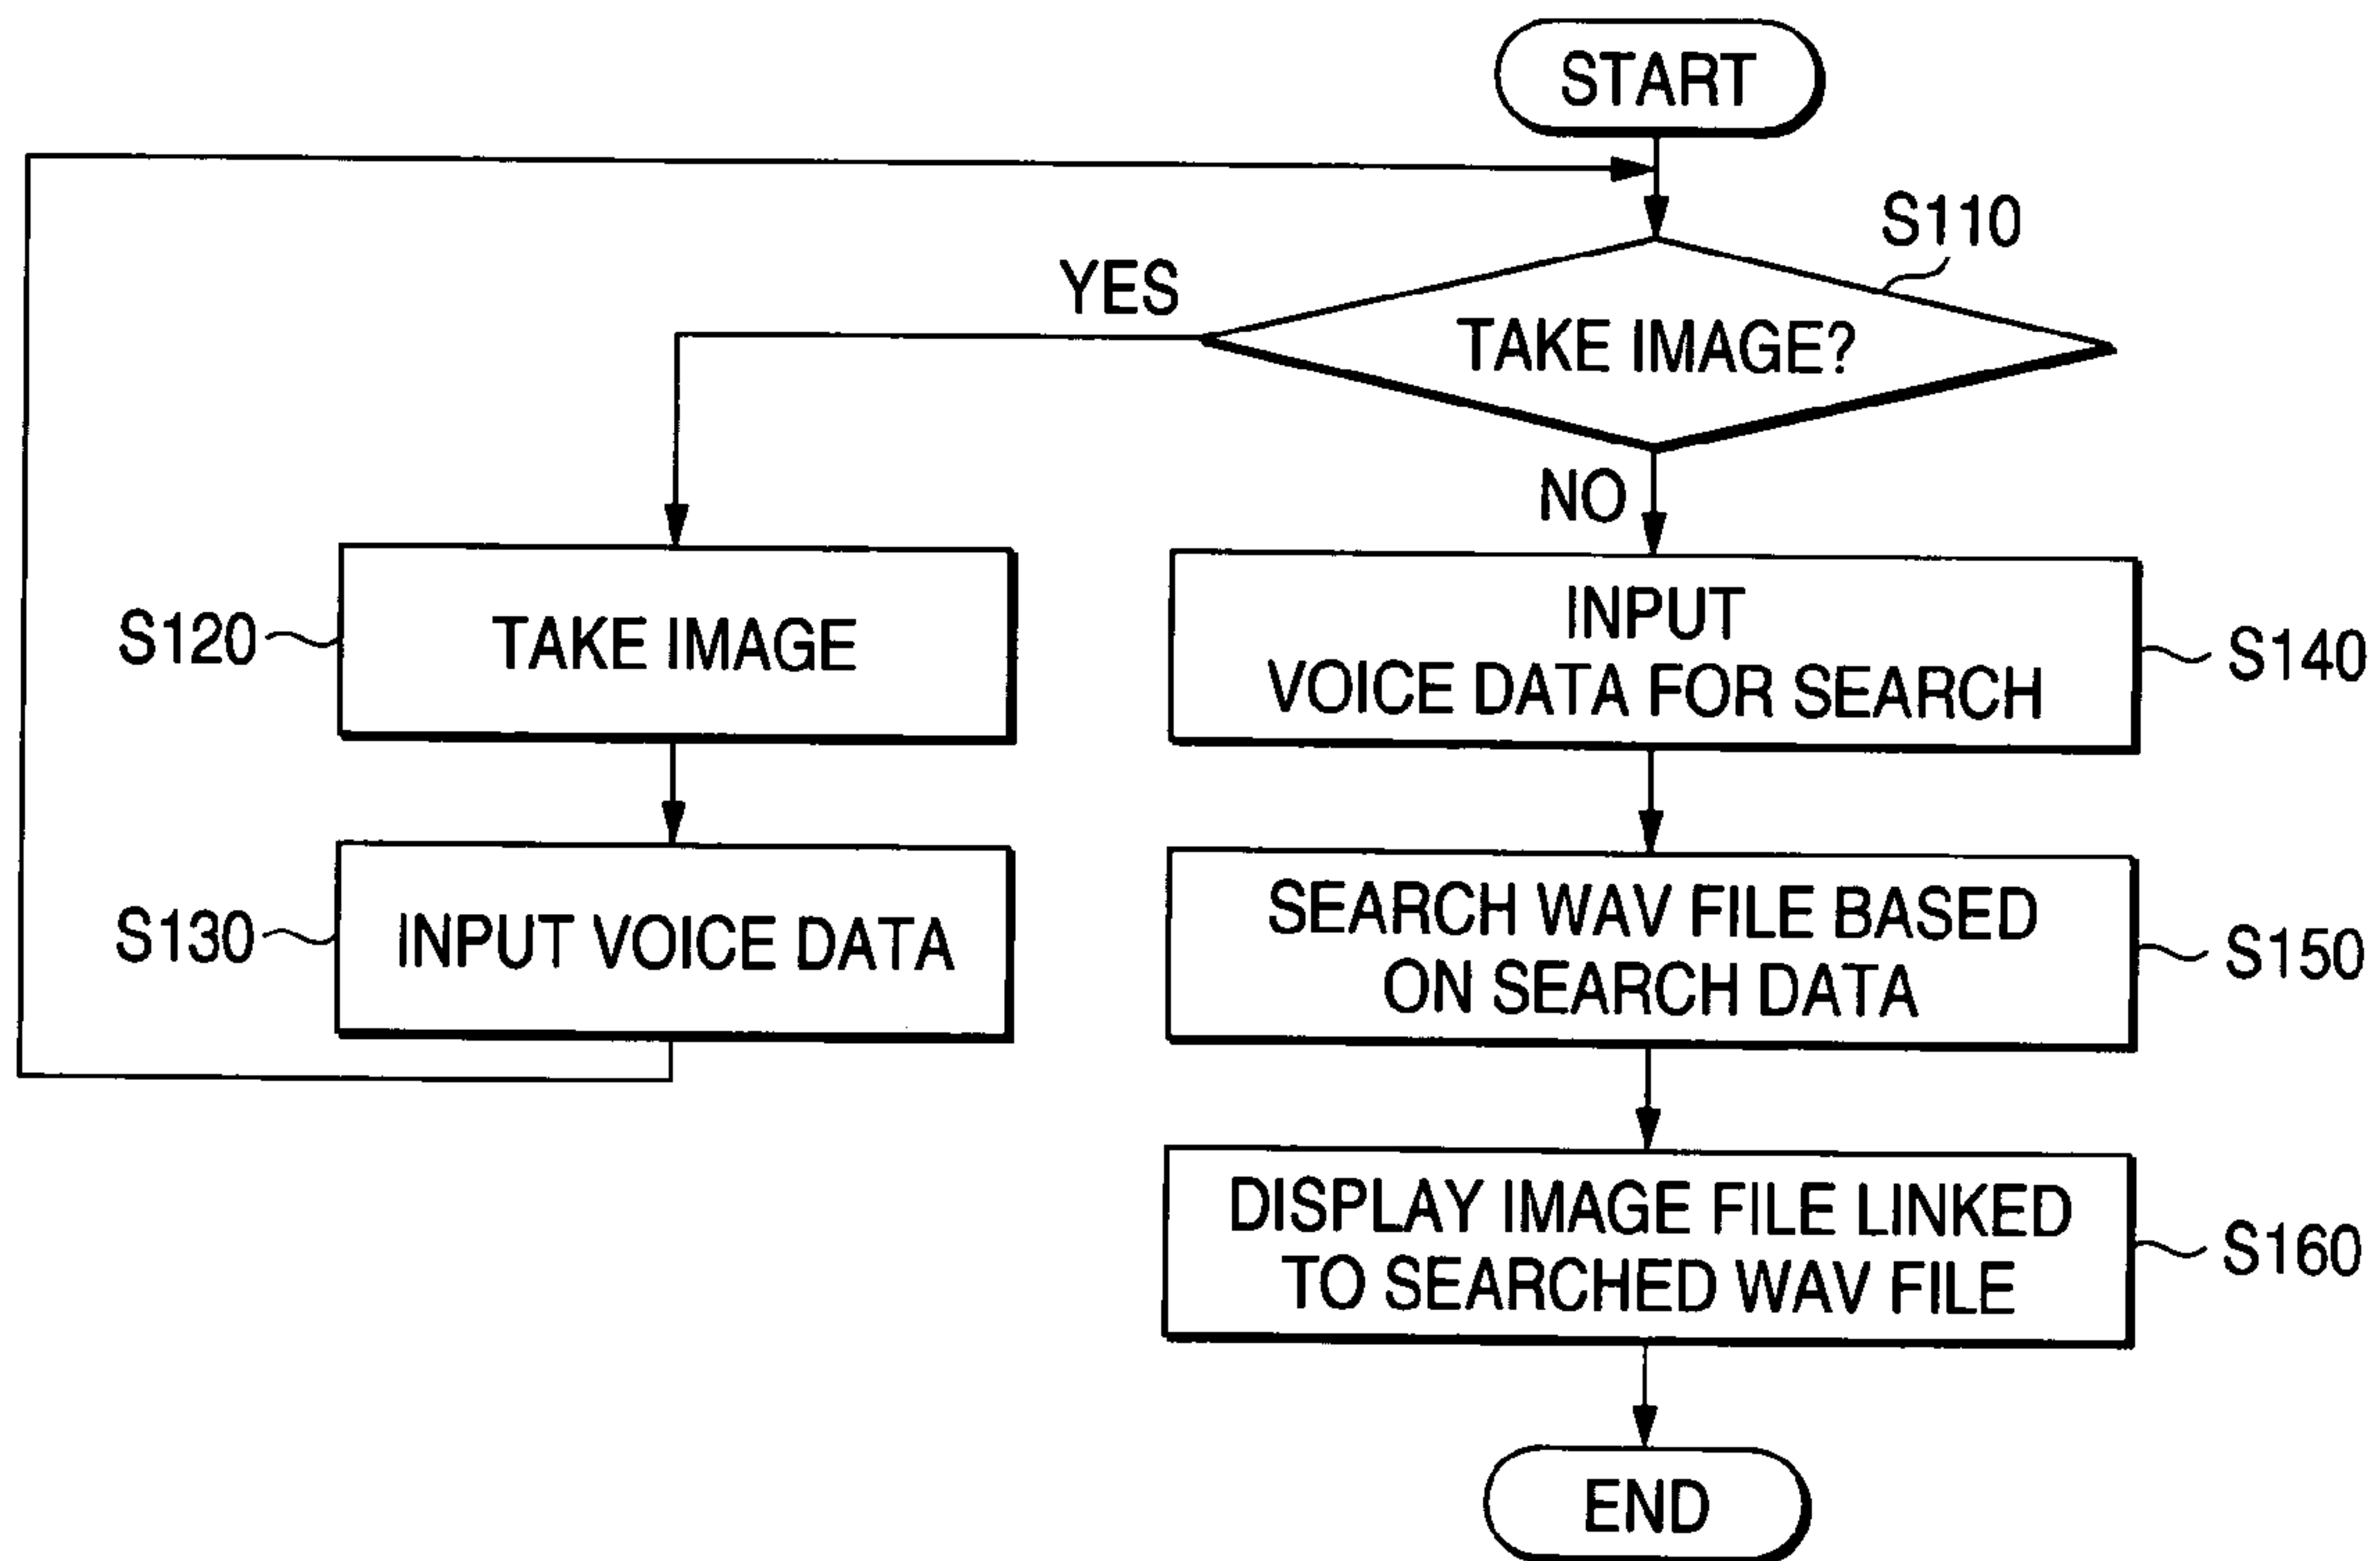 START
S110
YES
TAKE IMAGE?
NO
S120
TAKE IMAGE
INPUT
VOICE DATA FOR SEARCH
S140
S130
INPUT VOICE DATA
SEARCH WAV FILE BASED
ON SEARCH DATA
S150
DISPLAY IMAGE FILE LINKED
TO SEARCHED WAV FILE
S160
END